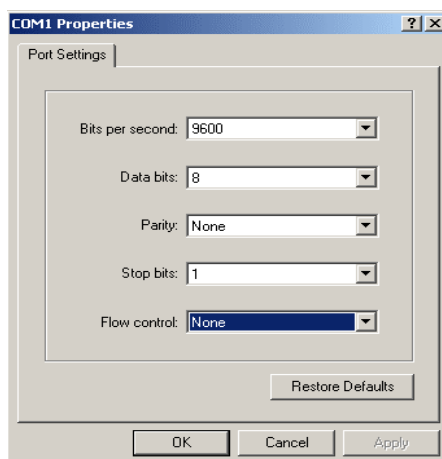 COM1 Properties
Port Settings
Bits per second: 9600
Data bits: 8
Parity: None
Stop bits: 1
Flow control: None
Restore Defaults
OK Cancel Apply